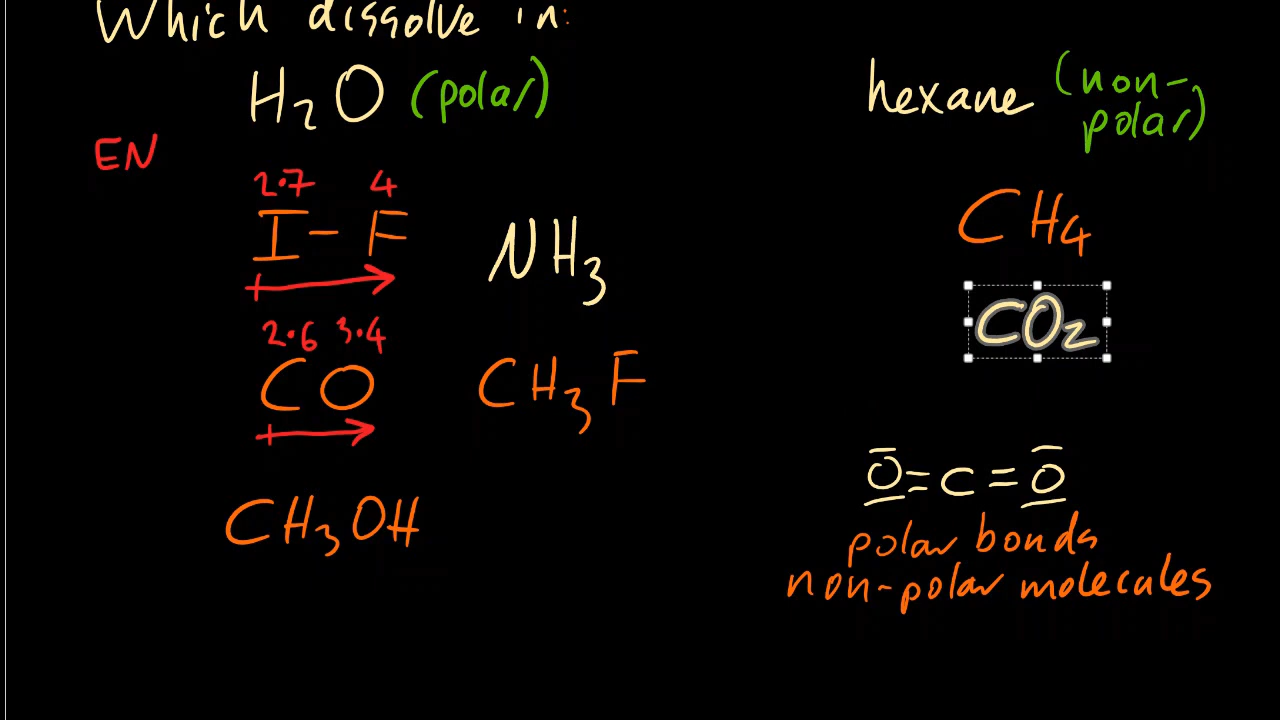 Which dissolve in:
H₂O (polar)
EN
2.7 4
I–F
NH₃
2.6 3.4
CO
CH₃F
CH₃OH
hexane (non-
polar)
CH₄
CO₂
O=C=O
polar bonds
non-polar molecules